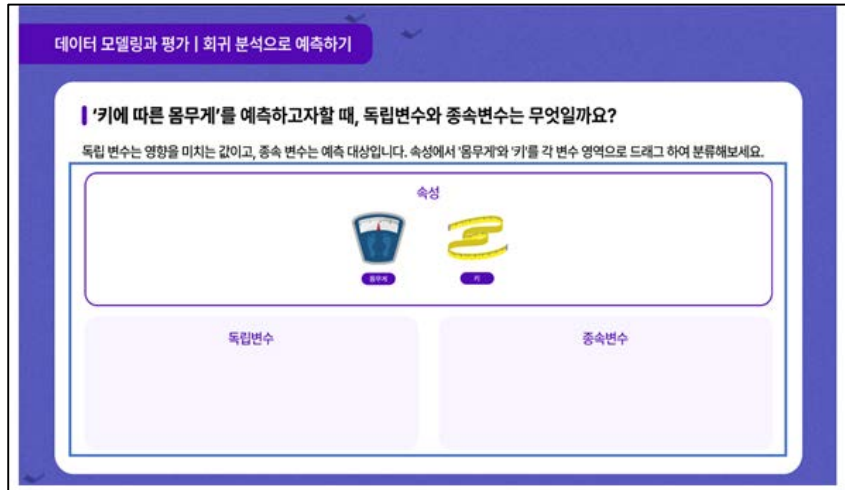 데이터 모델링과 평가 | 회귀 분석으로 예측하기
'키에 따른 몸무게'를 예측하고자할 때, 독립변수와 종속변수는 무엇일까요?
독립 변수는 영향을 미치는 값이고, 종속 변수는 예측 대상입니다. 속성에서 '몸무게'와 '키'를 각 변수 영역으로 드래그 하여 분류해보세요.
속성
몸무게 키
독립변수 종속변수